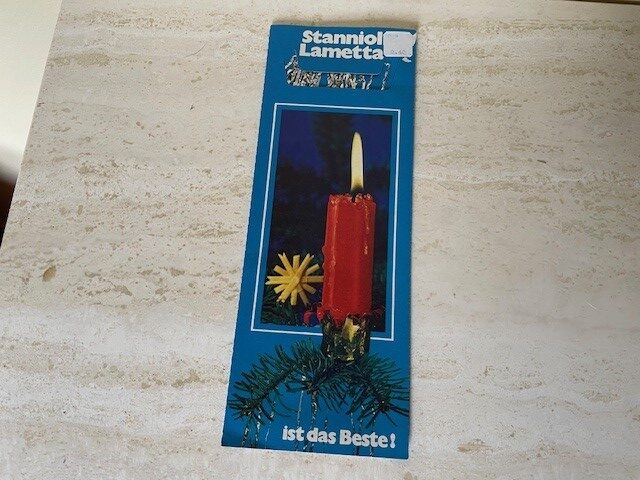 Stanniol
Lametta
ist das Beste!